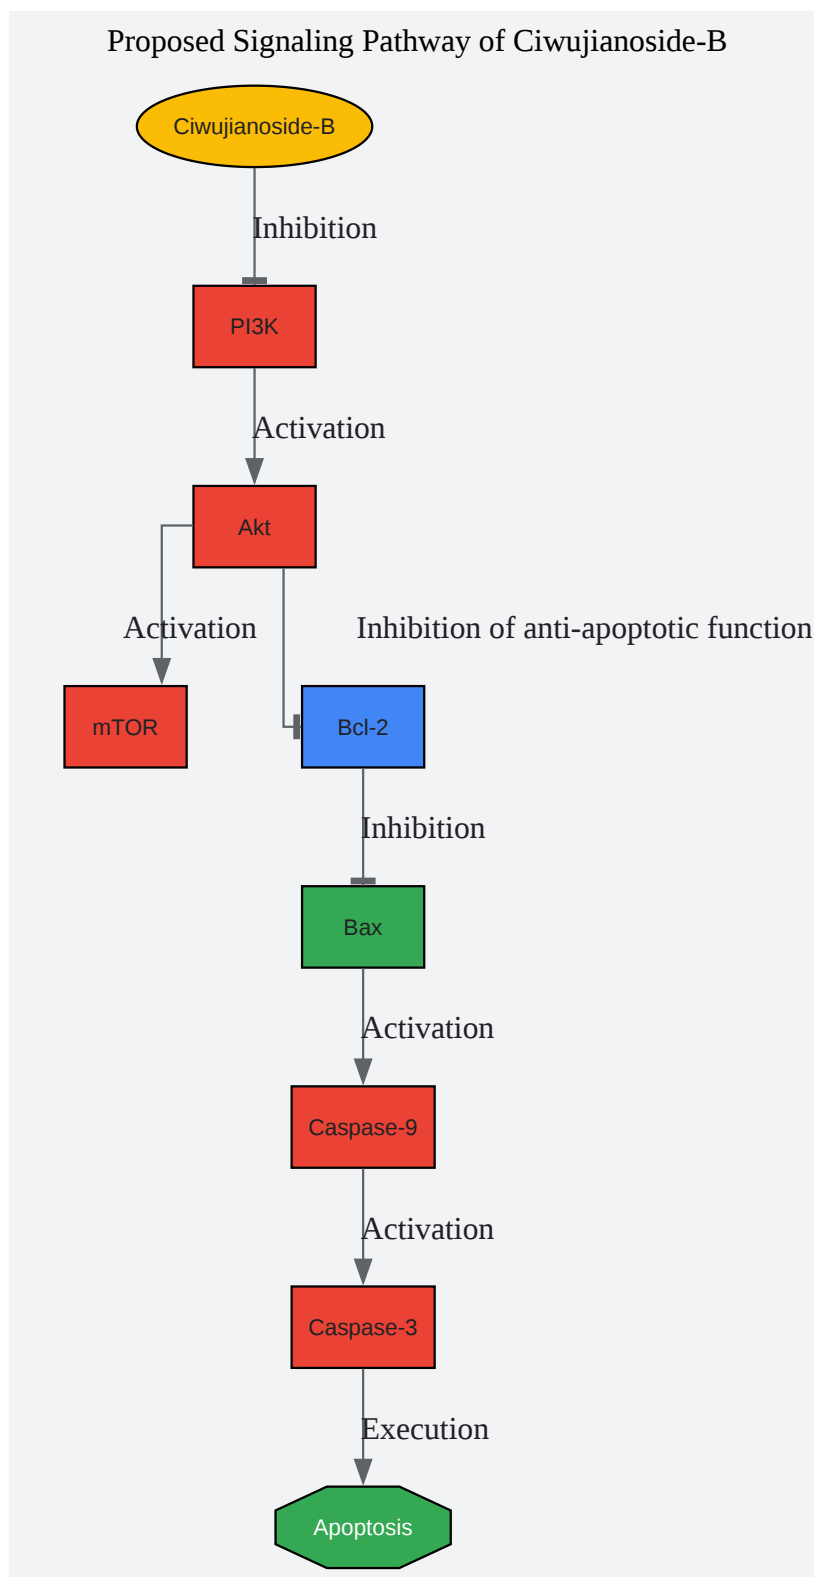 Proposed Signaling Pathway of Ciwujianoside-B
Ciwujianoside-B
Inhibition
PI3K
Activation
Akt
Activation
Inhibition of anti-apoptotic function
mTOR
Bcl-2
Inhibition
Bax
Activation
Caspase-9
Activation
Caspase-3
Execution
Apoptosis